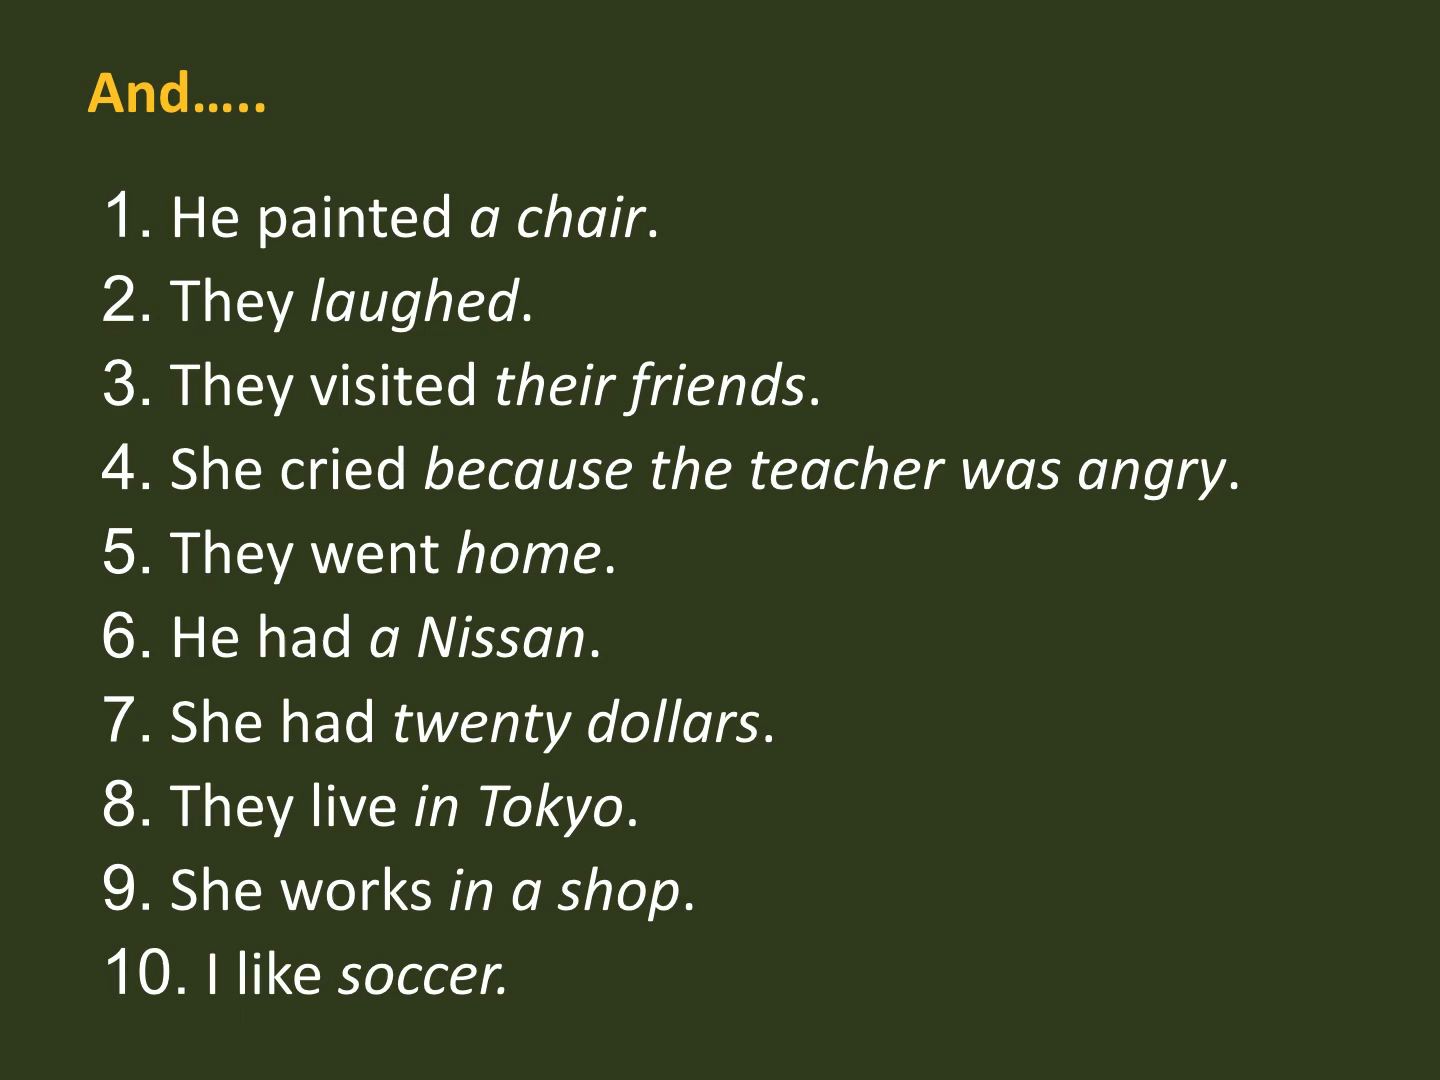 And…..
1. He painted a chair.
2. They laughed.
3. They visited their friends.
4. She cried because the teacher was angry.
5. They went home.
6. He had a Nissan.
7. She had twenty dollars.
8. They live in Tokyo.
9. She works in a shop.
10. I like soccer.